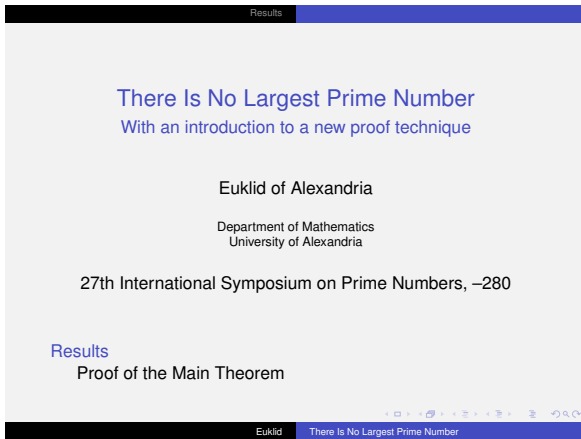 Results
There Is No Largest Prime Number
With an introduction to a new proof technique
Euklid of Alexandria
Department of Mathematics
University of Alexandria
27th International Symposium on Prime Numbers, –280
Results
Proof of the Main Theorem
Euklid There Is No Largest Prime Number